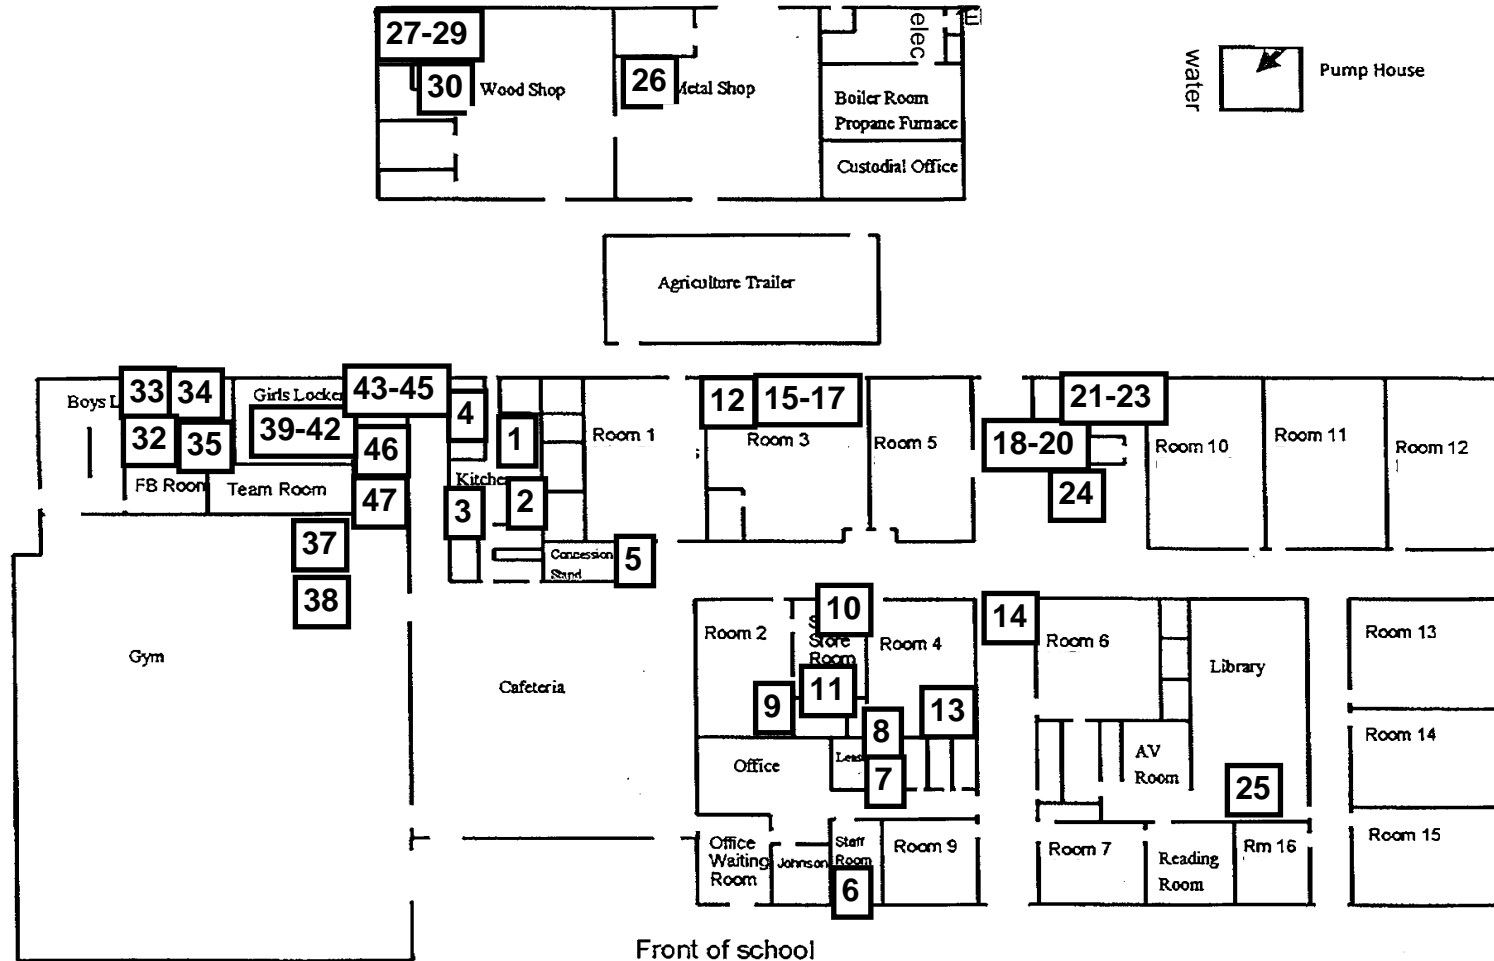 27-29
30
Wood Shop
26
Metal Shop
elec
E
Boiler Room
Propane Furnace
Custodial Office
water
Pump House
Agriculture Trailer
Boys L
33
34
32
35
Girls Locke
39-42
43-45
46
47
FB Room
Team Room
37
38
Gym
4
1
Kitche
3
2
Concession
Stand
5
Room 1
12
15-17
Room 3
Room 5
21-23
18-20
24
Room 10
Room 11
Room 12
Cafeteria
Room 2
10
Store
Room
11
9
Room 4
13
8
7
Office
Office
Waiting
Room
Johnson
Staff
Room
6
Room 9
14
Room 6
Library
AV
Room
25
Room 7
Reading
Room
Rm 16
Room 13
Room 14
Room 15
Front of school